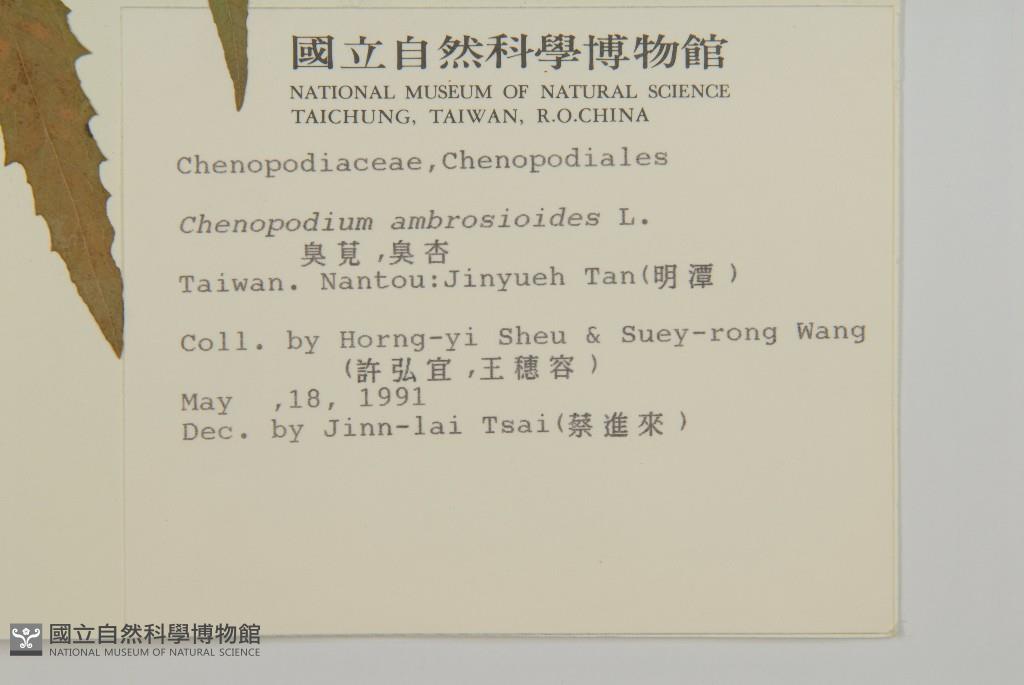 國立自然科學博物館
NATIONAL MUSEUM OF NATURAL SCIENCE
TAICHUNG, TAIWAN, R.O.CHINA
Chenopodiaceae,Chenopodiales
Chenopodium ambrosioides L.
臭莧,臭杏
Taiwan. Nantou:Jinyueh Tan(明潭)
Coll. by Horng-yi Sheu & Suey-rong Wang
(許弘宜,王穗容)
May ,18, 1991
Dec. by Jinn-lai Tsai(蔡進來)
國立自然科學博物館
NATIONAL MUSEUM OF NATURAL SCIENCE